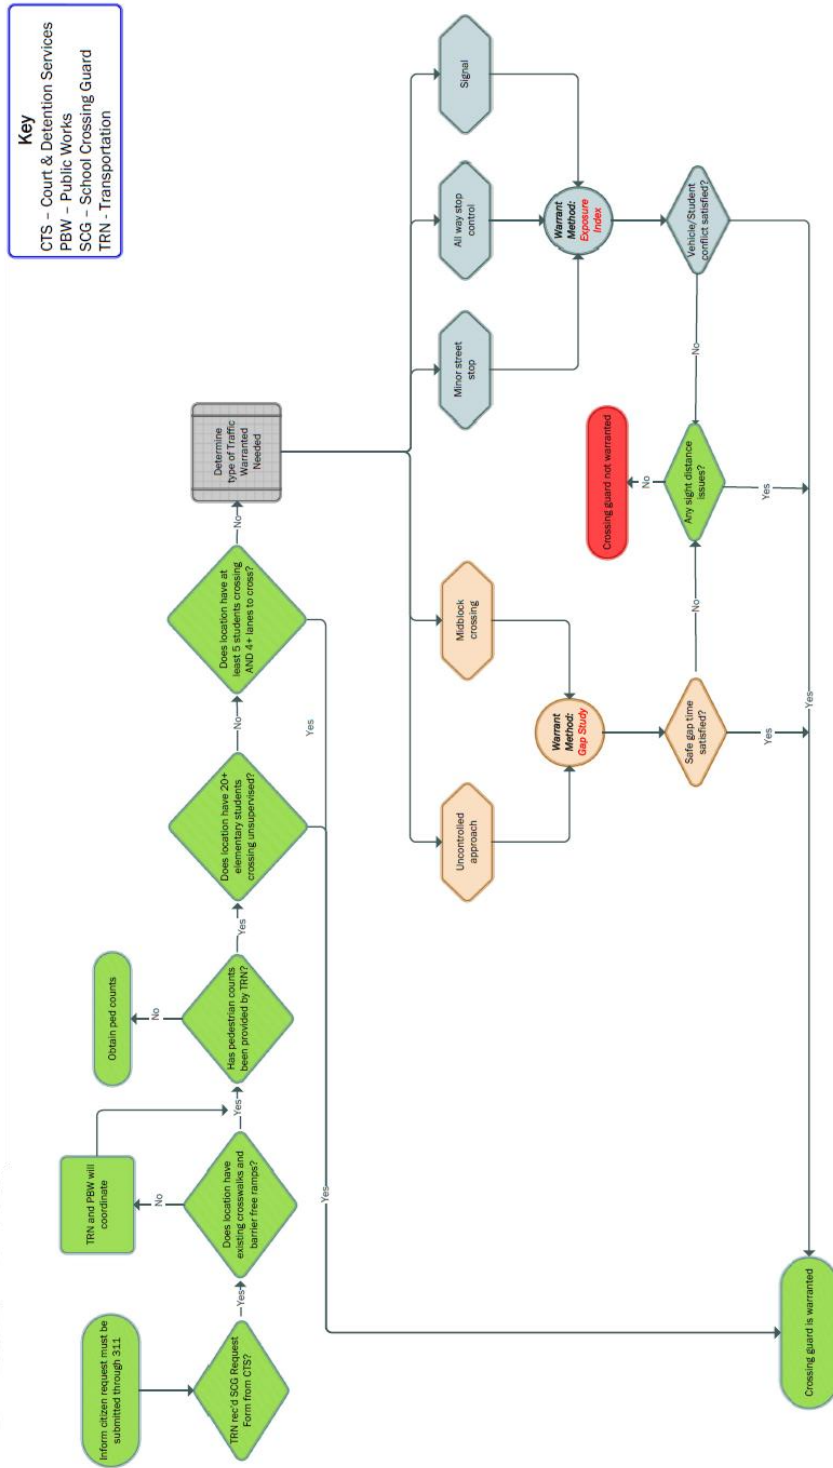 Key
CTS – Court & Detention Services
PBW – Public Works
SCG – School Crossing Guard
TRN - Transportation
Inform citizen request must be
submitted through 311
TRN rec'd SCG Request
Form from CTS?
Yes
Does location have
existing crosswalks and
barrier free ramps?
No
TRN and PBW will
coordinate
Yes
Has pedestrian counts
been provided by TRN?
No
Obtain ped counts
Yes
Does location have 20+
elementary students
crossing unsupervised?
No
Yes
Does location have at
least 5 students crossing
AND 4+ lanes to cross?
No
Yes
Determine
type of Traffic
Warranted
Needed
Uncontrolled
approach
Midblock
crossing
Minor street
stop
All way stop
control
Signal
Warrant
Method:
Gap Study
Warrant
Method:
Exposure
Index
Safe gap time
satisfied?
No
Yes
Any sight distance
issues?
No
Yes
Crossing guard not warranted
Vehicle/Student
conflict satisfied?
No
Yes
Crossing guard is warranted